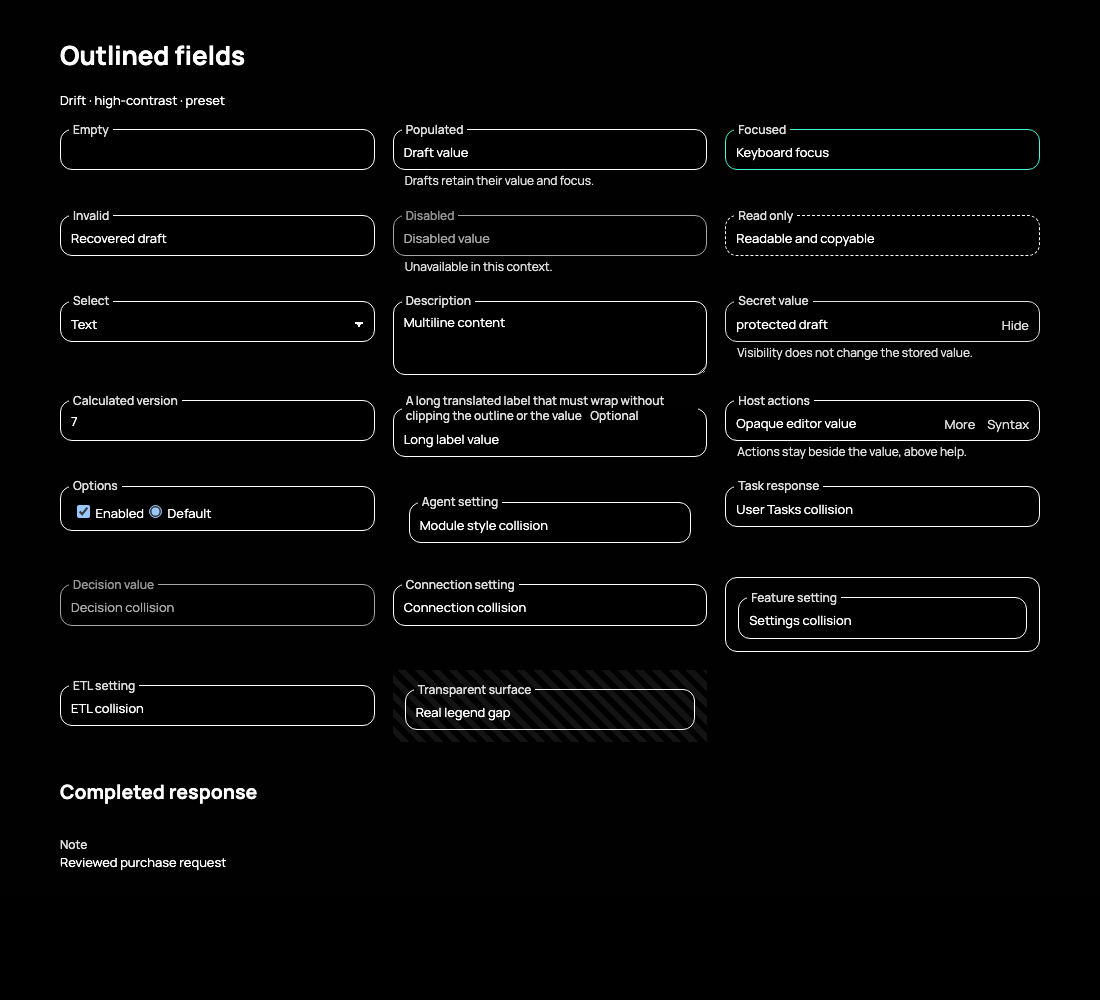 Outlined fields
Drift · high-contrast · preset
Empty
Populated
Draft value
Drafts retain their value and focus.
Focused
Keyboard focus
Invalid
Recovered draft
Disabled
Disabled value
Unavailable in this context.
Read only
Readable and copyable
Select
Text
Description
Multiline content
Secret value
protected draft
Hide
Visibility does not change the stored value.
Calculated version
7
A long translated label that must wrap without
clipping the outline or the value Optional
Long label value
Host actions
Opaque editor value
More Syntax
Actions stay beside the value, above help.
Options
Enabled Default
Agent setting
Module style collision
Task response
User Tasks collision
Decision value
Decision collision
Connection setting
Connection collision
Feature setting
Settings collision
ETL setting
ETL collision
Transparent surface
Real legend gap
Completed response
Note
Reviewed purchase request